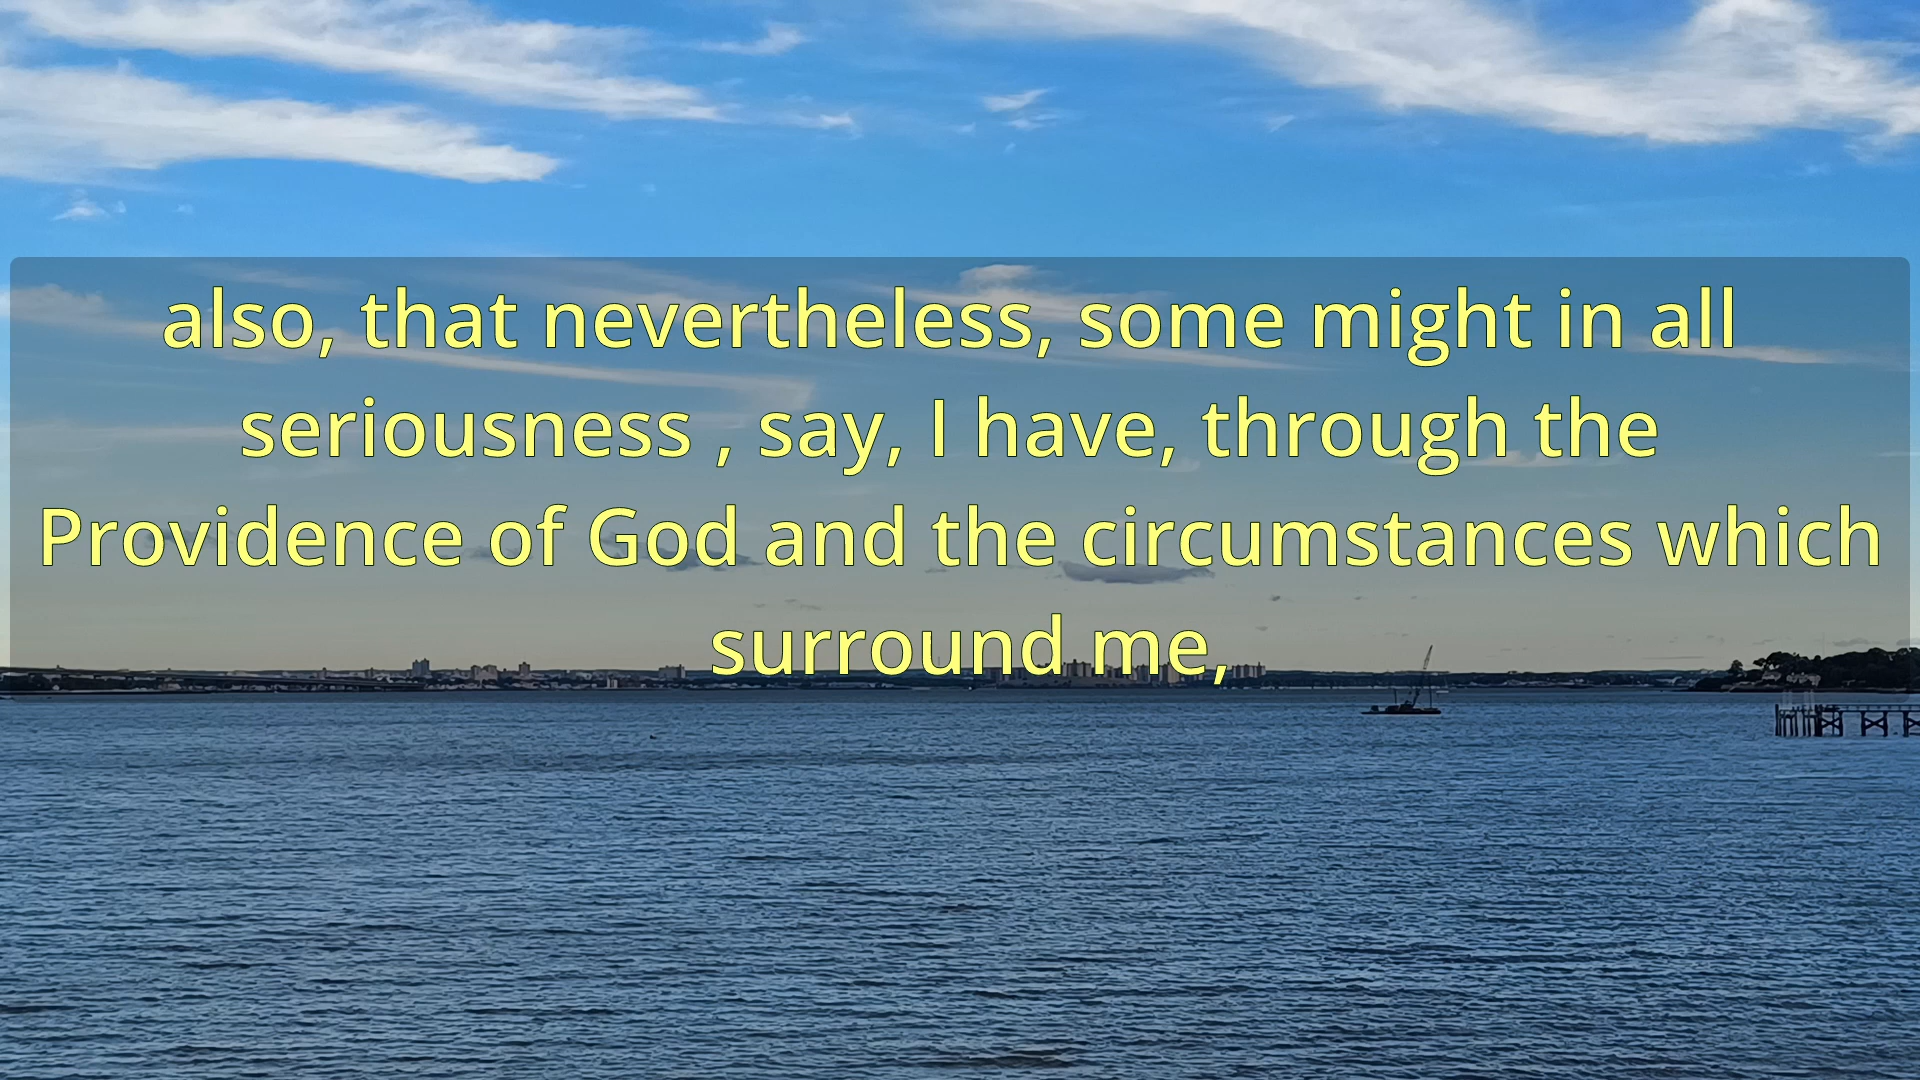 also, that nevertheless, some might in all
seriousness , say, I have, through the
Providence of God and the circumstances which
surround me,